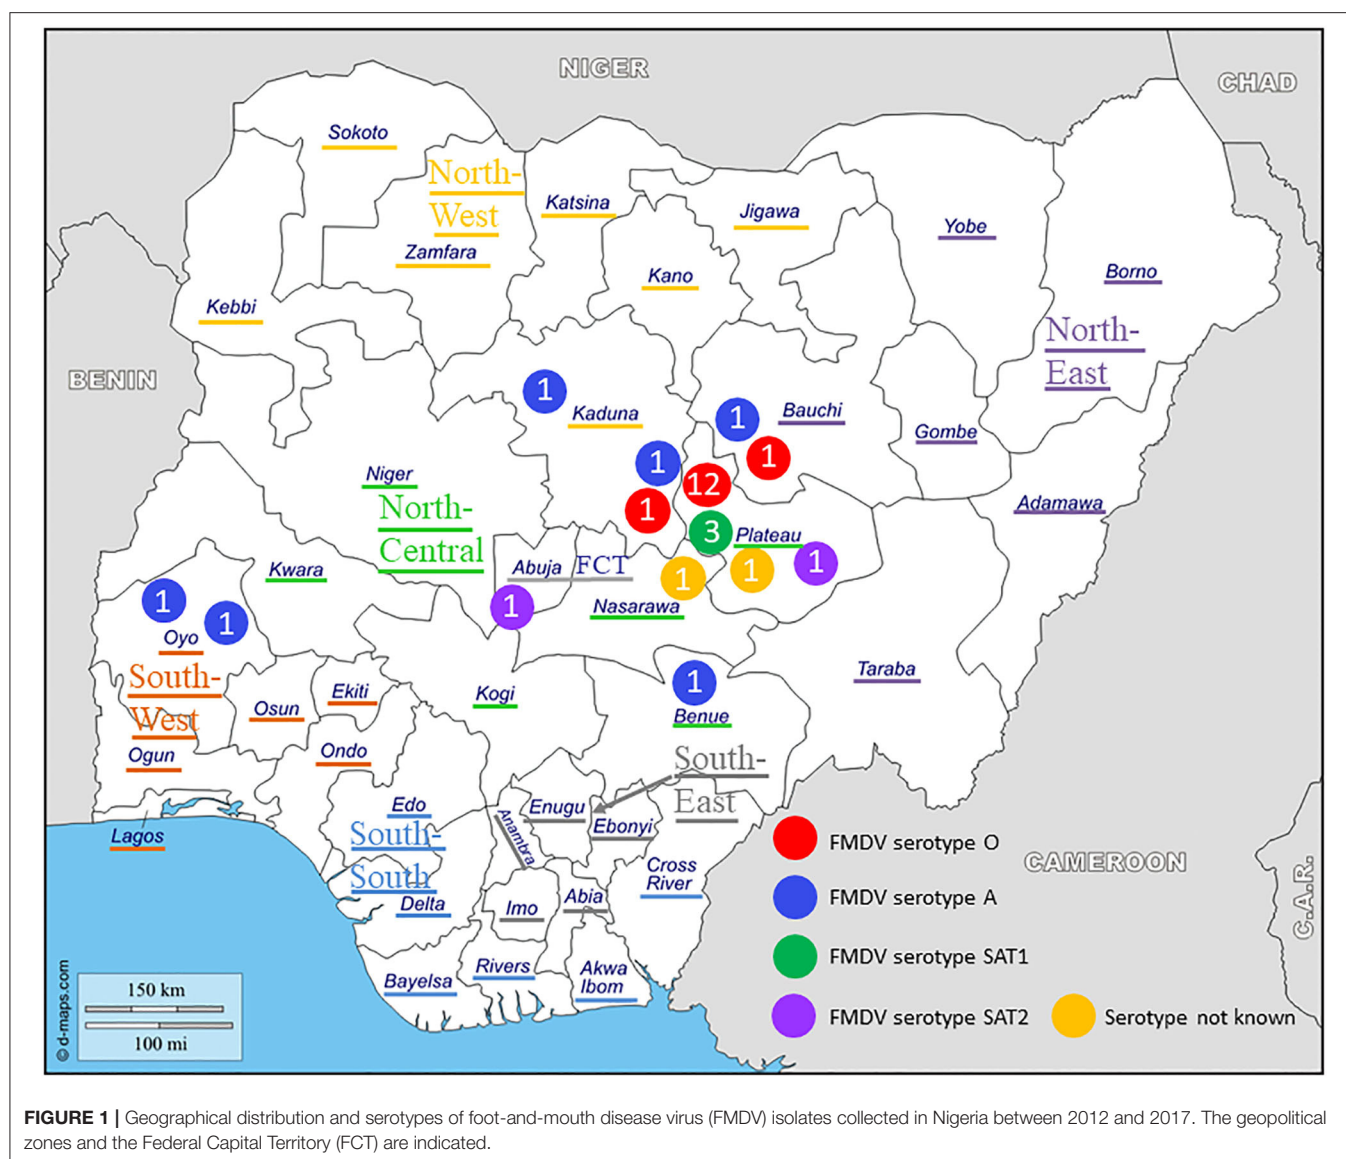 NIGER
CHAD
Sokoto
North-
West
Katsina
Jigawa
Yobe
Zamfara
Kano
Borno
Kebbi
North-
East
BENIN
1
Kaduna
1
Bauchi
Gombe
1
1
Niger
12
North-
Central
1
3
Plateau
Adamawa
Abuja
FCT
Kwara
1
1
1
1
Nasarawa
1
1
Oyo
South-
West
Ekiti
Osun
Kogi
1
Benue
Taraba
Ogun
Ondo
South-
East
Edo
Enugu
Anambra
Ebonyi
Lagos
South-
South
Delta
Imo
Abia
Cross
River
Bayelsa
Rivers
Akwa
Ibom
FMDV serotype O
CAMEROON
FMDV serotype A
C.A.R.
FMDV serotype SAT1
FMDV serotype SAT2
Serotype not known
150 km
100 mi
© d-maps.com
FIGURE 1 | Geographical distribution and serotypes of foot-and-mouth disease virus (FMDV) isolates collected in Nigeria between 2012 and 2017. The geopolitical
zones and the Federal Capital Territory (FCT) are indicated.